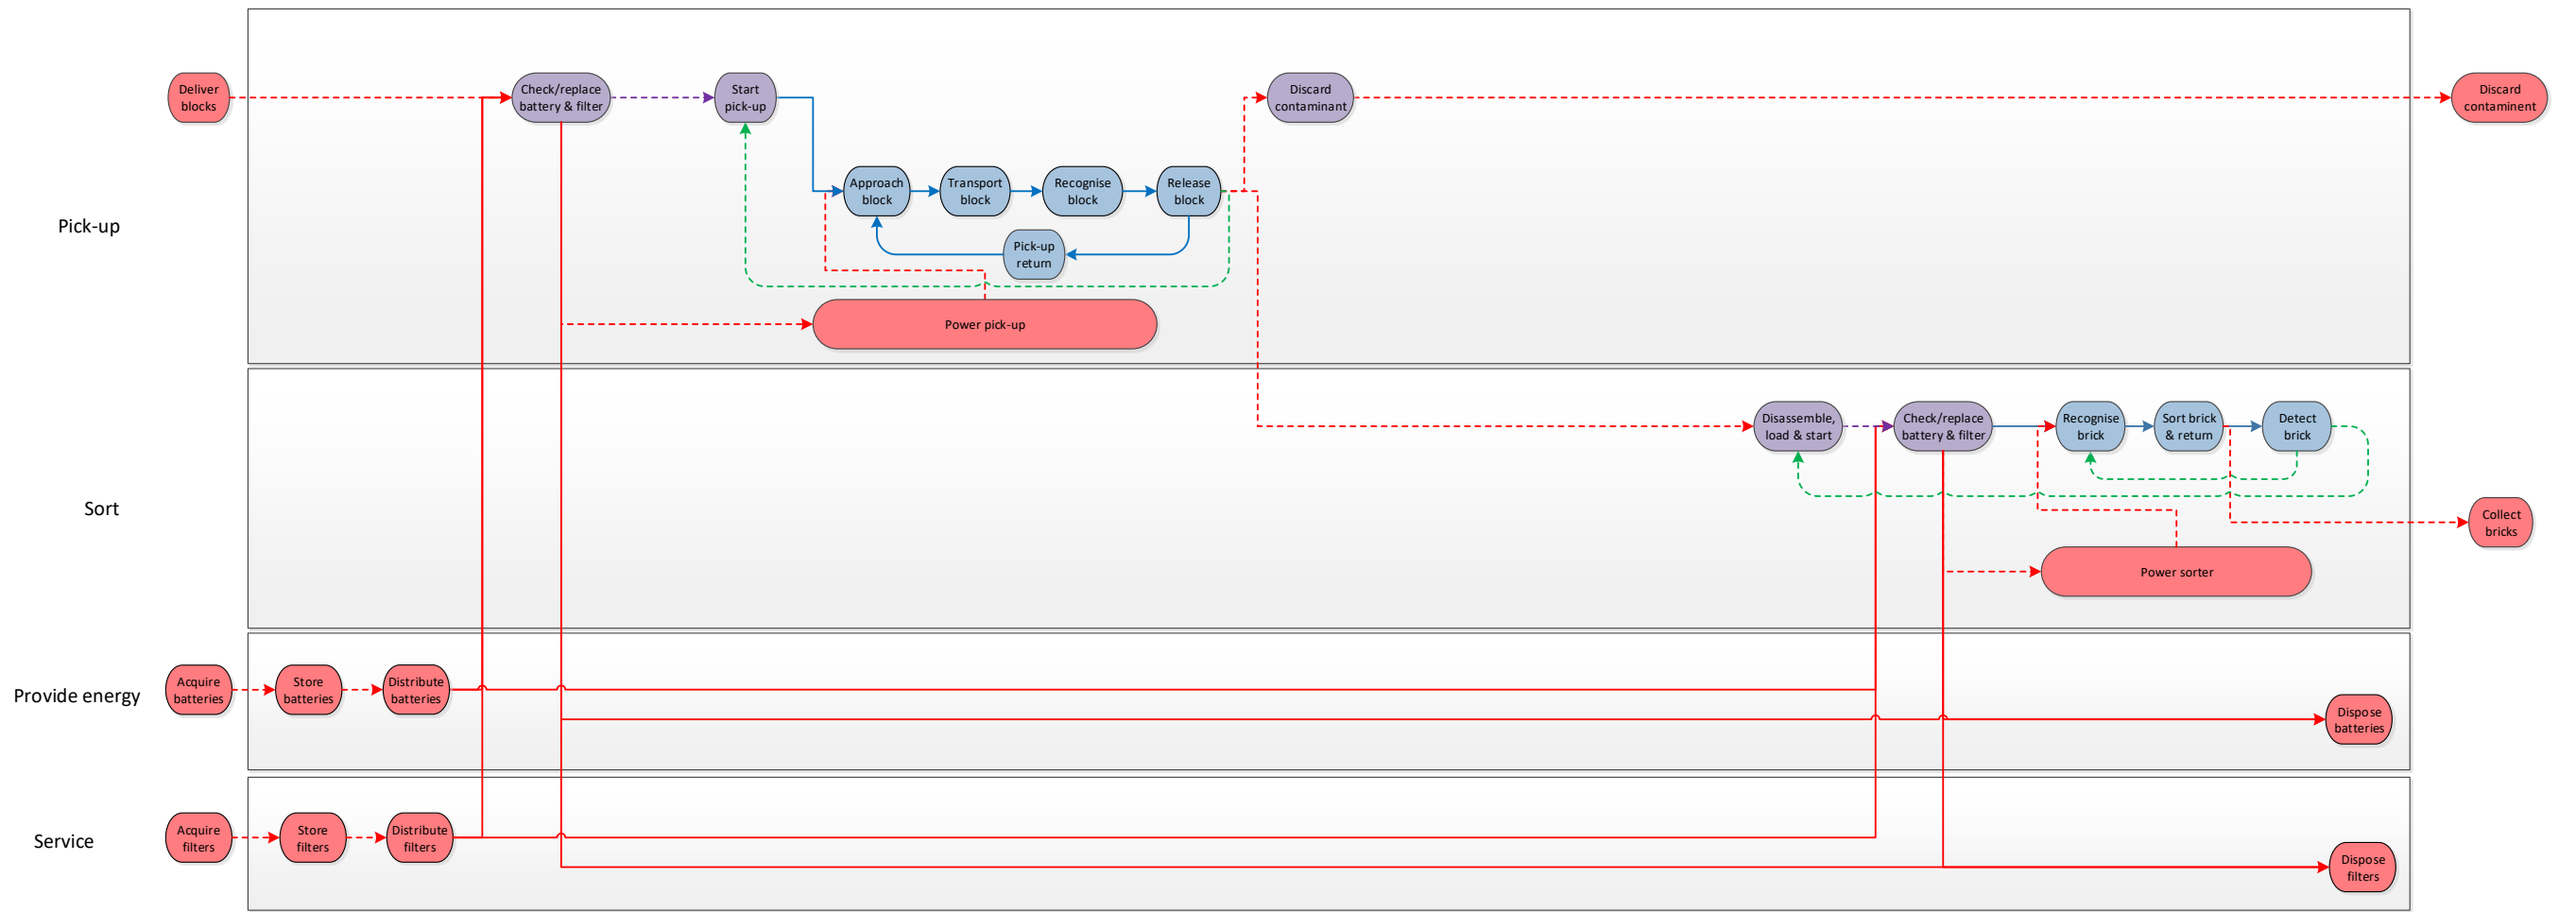 Deliver
blocks
Check/replace
battery & filter
Start
pick-up
Discard
contaminant
Discard
contaminent
Approach
block
Transport
block
Recognise
block
Release
block
Pick-up
Pick-up
return
Power pick-up
Disassemble,
load & start
Check/replace
battery & filter
Recognise
brick
Sort brick
& return
Detect
brick
Sort
Collect
bricks
Power sorter
Provide energy
Acquire
batteries
Store
batteries
Distribute
batteries
Dispose
batteries
Service
Acquire
filters
Store
filters
Distribute
filters
Dispose
filters